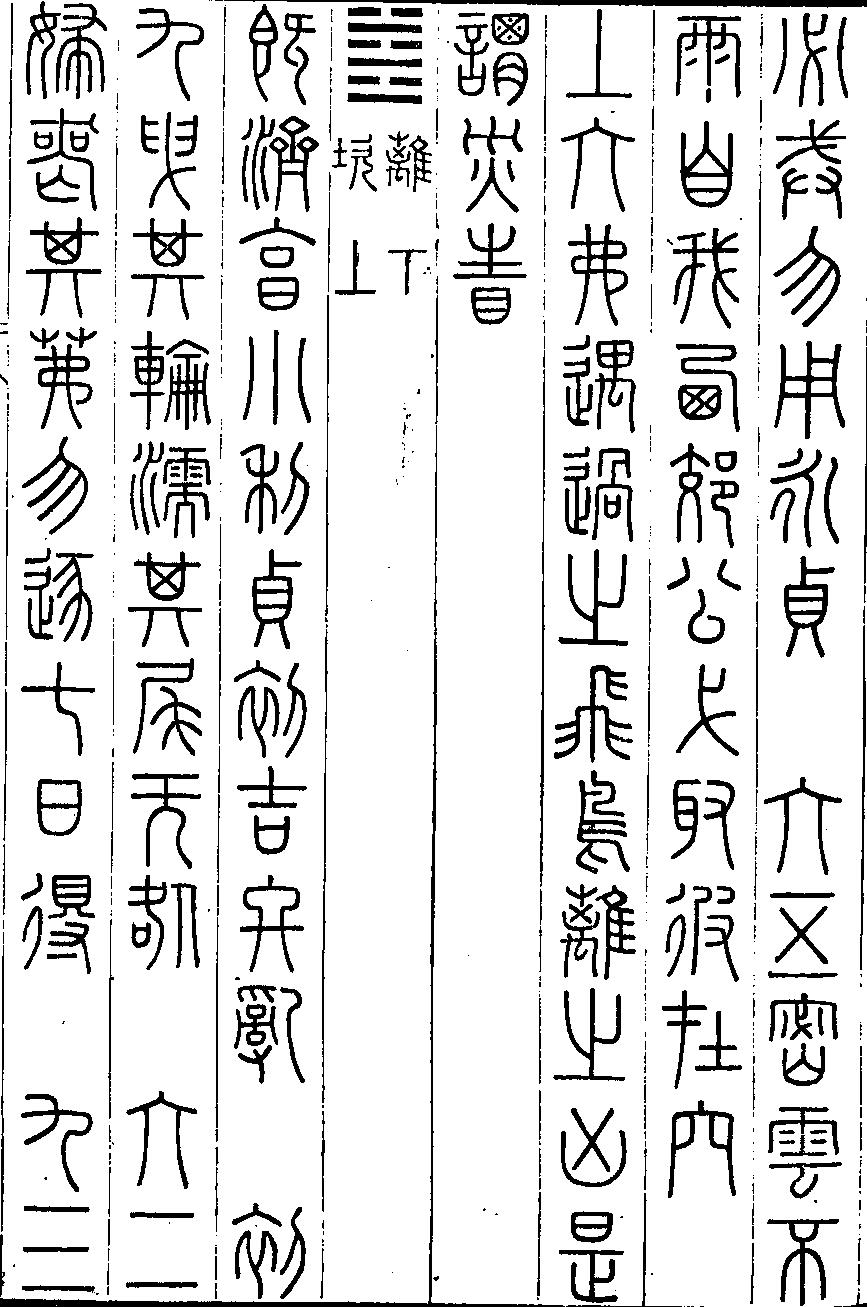 必戒勿用永貞　六五密雲不
雨自我西郊公弋取彼在穴
上六弗遇過之飛鳥離之凶是
謂災眚
離下
坎上
既濟亨小利貞初吉終亂　初
九曳其輪濡其尾无咎　六二
婦喪其茀勿逐七日得　九三